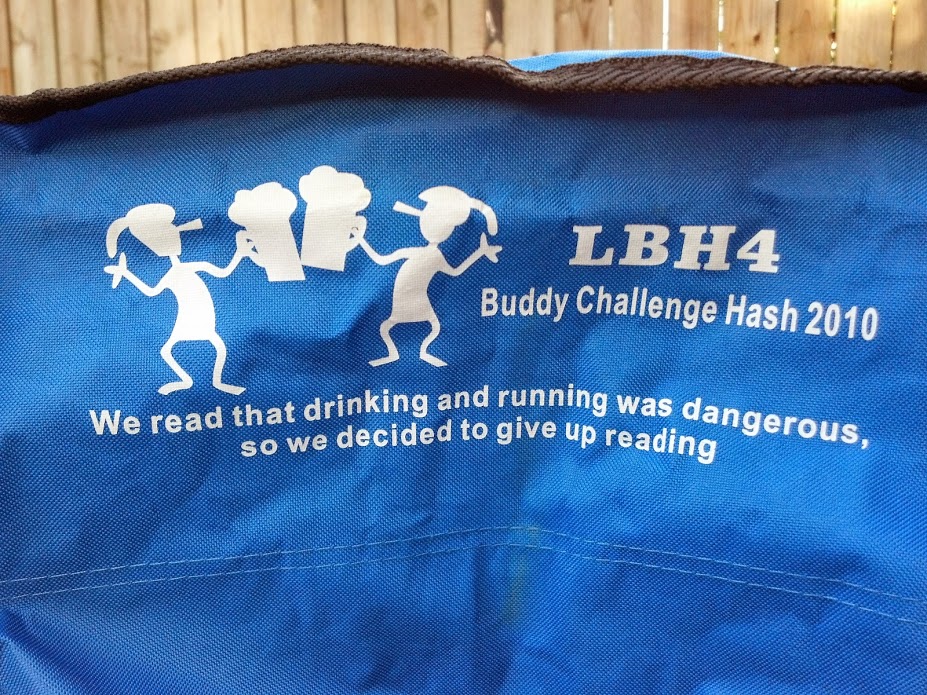 LBH4
Buddy Challenge Hash 2010
We read that drinking and running was dangerous,
so we decided to give up reading